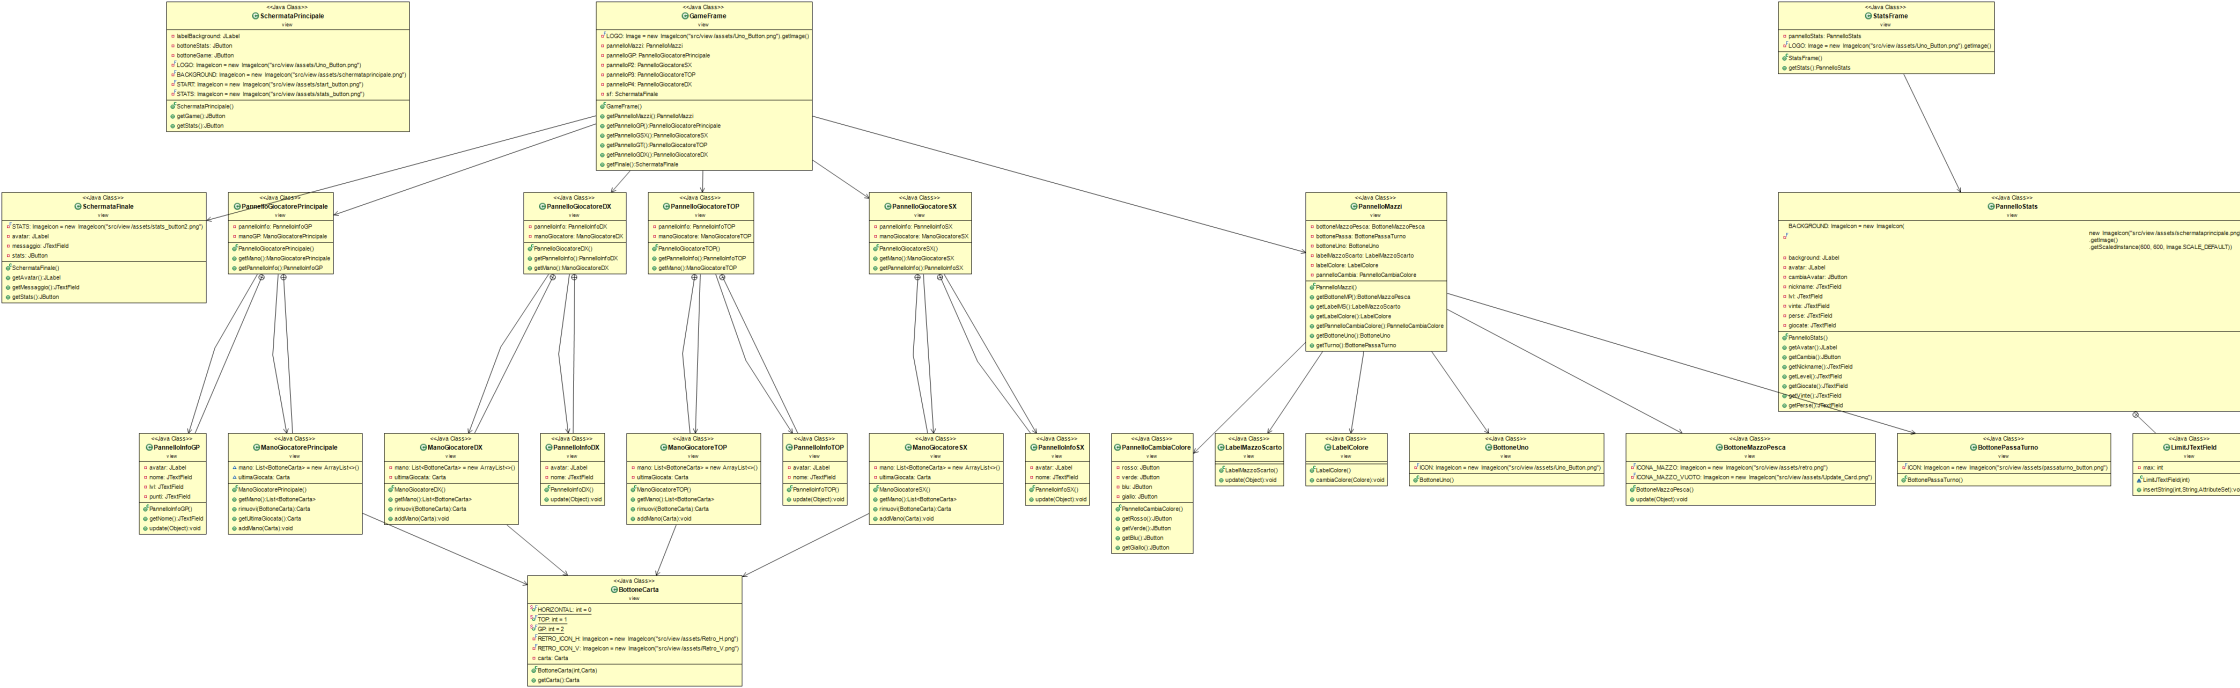 <<Java Class>>
SchermataPrincipale
view
labelBackground: JLabel
bottoneStats: JButton
bottoneGame: JButton
LOGO: ImageIcon = new ImageIcon("src/view/assets/Uno_Button.png")
BACKGROUND: ImageIcon = new ImageIcon("src/view/assets/schermataprincipale.png")
START: ImageIcon = new ImageIcon("src/view/assets/start_button.png")
STATS: ImageIcon = new ImageIcon("src/view/assets/stats_button.png")
SchermataPrincipale()
getGame():JButton
getStats():JButton
<<Java Class>>
GameFrame
view
LOGO: Image = new ImageIcon("src/view/assets/Uno_Button.png").getImage()
pannelloMazzi: PannelloMazzi
pannelloGP: PannelloGiocatorePrincipale
pannelloP2: PannelloGiocatoreSX
pannelloP3: PannelloGiocatoreTOP
pannelloP4: PannelloGiocatoreDX
sf: SchermataFinale
GameFrame()
getPannelloMazzi():PannelloMazzi
getPannelloGP():PannelloGiocatorePrincipale
getPannelloGSX():PannelloGiocatoreSX
getPannelloGT():PannelloGiocatoreTOP
getPannelloGDX():PannelloGiocatoreDX
getFinale():SchermataFinale
<<Java Class>>
StatsFrame
view
pannelloStats: PannelloStats
LOGO: Image = new ImageIcon("src/view/assets/Uno_Button.png").getImage()
StatsFrame()
getStats():PannelloStats
<<Java Class>>
SchermataFinale
view
STATS: ImageIcon = new ImageIcon("src/view/assets/stats_button2.png")
avatar: JLabel
messaggio: JTextField
stats: JButton
SchermataFinale()
getAvatar():JLabel
getMessaggio():JTextField
getStats():JButton
<<Java Class>>
PannelloGiocatorePrincipale
view
pannelloInfo: PannelloInfoGP
manoGP: ManoGiocatorePrincipale
PannelloGiocatorePrincipale()
getMano():ManoGiocatorePrincipale
getPannelloInfo():PannelloInfoGP
<<Java Class>>
PannelloGiocatoreDX
view
pannelloInfo: PannelloInfoDX
manoGiocatore: ManoGiocatoreDX
PannelloGiocatoreDX()
getPannelloInfo():PannelloInfoDX
getMano():ManoGiocatoreDX
<<Java Class>>
PannelloGiocatoreTOP
view
pannelloInfo: PannelloInfoTOP
manoGiocatore: ManoGiocatoreTOP
PannelloGiocatoreTOP()
getPannelloInfo():PannelloInfoTOP
getMano():ManoGiocatoreTOP
<<Java Class>>
PannelloGiocatoreSX
view
pannelloInfo: PannelloInfoSX
manoGiocatore: ManoGiocatoreSX
PannelloGiocatoreSX()
getMano():ManoGiocatoreSX
getPannelloInfo():PannelloInfoSX
<<Java Class>>
PannelloMazzi
view
bottoneMazzoPesca: BottoneMazzoPesca
bottonePassa: BottonePassaTurno
bottoneUno: BottoneUno
labelMazzoScarto: LabelMazzoScarto
labelColore: LabelColore
pannelloCambia: PannelloCambiaColore
PannelloMazzi()
getBottoneMP():BottoneMazzoPesca
getLabelMS():LabelMazzoScarto
getLabelColore():LabelColore
getPannelloCambiaColore():PannelloCambiaColore
getBottoneUno():BottoneUno
getTurno():BottonePassaTurno
<<Java Class>>
PannelloStats
view
BACKGROUND: ImageIcon = new ImageIcon(
new ImageIcon("src/view/assets/schermataprincipale.png
.getImage()
.getScaledInstance(600, 600, Image.SCALE_DEFAULT))
background: JLabel
avatar: JLabel
cambiaAvatar: JButton
nickname: JTextField
lvl: JTextField
vinte: JTextField
perse: JTextField
giocate: JTextField
PannelloStats()
getAvatar():JLabel
getCambia():JButton
getNickname():JTextField
getLevel():JTextField
getGiocate():JTextField
getVinte():JTextField
getPerse():JTextField
<<Java Class>>
PannelloInfoGP
view
avatar: JLabel
nome: JTextField
lvl: JTextField
punti: JTextField
PannelloInfoGP()
getNome():JTextField
update(Object):void
<<Java Class>>
ManoGiocatorePrincipale
view
mano: List<BottoneCarta> = new ArrayList<>()
ultimaGiocata: Carta
ManoGiocatorePrincipale()
getMano():List<BottoneCarta>
rimuovi(BottoneCarta):Carta
getUltimaGiocata():Carta
addMano(Carta):void
<<Java Class>>
ManoGiocatoreDX
view
mano: List<BottoneCarta> = new ArrayList<>()
ultimaGiocata: Carta
ManoGiocatoreDX()
getMano():List<BottoneCarta>
rimuovi(BottoneCarta):Carta
addMano(Carta):void
<<Java Class>>
PannelloInfoDX
view
avatar: JLabel
nome: JTextField
PannelloInfoDX()
update(Object):void
<<Java Class>>
ManoGiocatoreTOP
view
mano: List<BottoneCarta> = new ArrayList<>()
ultimaGiocata: Carta
ManoGiocatoreTOP()
getMano():List<BottoneCarta>
rimuovi(BottoneCarta):Carta
addMano(Carta):void
<<Java Class>>
PannelloInfoTOP
view
avatar: JLabel
nome: JTextField
PannelloInfoTOP()
update(Object):void
<<Java Class>>
ManoGiocatoreSX
view
mano: List<BottoneCarta> = new ArrayList<>()
ultimaGiocata: Carta
ManoGiocatoreSX()
getMano():List<BottoneCarta>
rimuovi(BottoneCarta):Carta
addMano(Carta):void
<<Java Class>>
PannelloInfoSX
view
avatar: JLabel
nome: JTextField
PannelloInfoSX()
update(Object):void
<<Java Class>>
PannelloCambiaColore
view
rosso: JButton
verde: JButton
blu: JButton
giallo: JButton
PannelloCambiaColore()
getRosso():JButton
getVerde():JButton
getBlu():JButton
getGiallo():JButton
<<Java Class>>
LabelMazzoScarto
view
LabelMazzoScarto()
update(Object):void
<<Java Class>>
LabelColore
view
LabelColore()
cambiaColore(Colore):void
<<Java Class>>
BottoneUno
view
ICON: ImageIcon = new ImageIcon("src/view/assets/Uno_Button.png")
BottoneUno()
<<Java Class>>
BottoneMazzoPesca
view
ICONA_MAZZO: ImageIcon = new ImageIcon("src/view/assets/retro.png")
ICONA_MAZZO_VUOTO: ImageIcon = new ImageIcon("src/view/assets/Update_Card.png")
BottoneMazzoPesca()
update(Object):void
<<Java Class>>
BottonePassaTurno
view
ICON: ImageIcon = new ImageIcon("src/view/assets/passaturno_button.png")
BottonePassaTurno()
<<Java Class>>
LimitJTextField
view
max: int
LimitJTextField(int)
insertString(int,String,AttributeSet):vo
<<Java Class>>
BottoneCarta
view
HORIZONTAL: int = 0
TOP: int = 1
GP: int = 2
RETRO_ICON_H: ImageIcon = new ImageIcon("src/view/assets/Retro_H.png")
RETRO_ICON_V: ImageIcon = new ImageIcon("src/view/assets/Retro_V.png")
carta: Carta
BottoneCarta(int,Carta)
getCarta():Carta